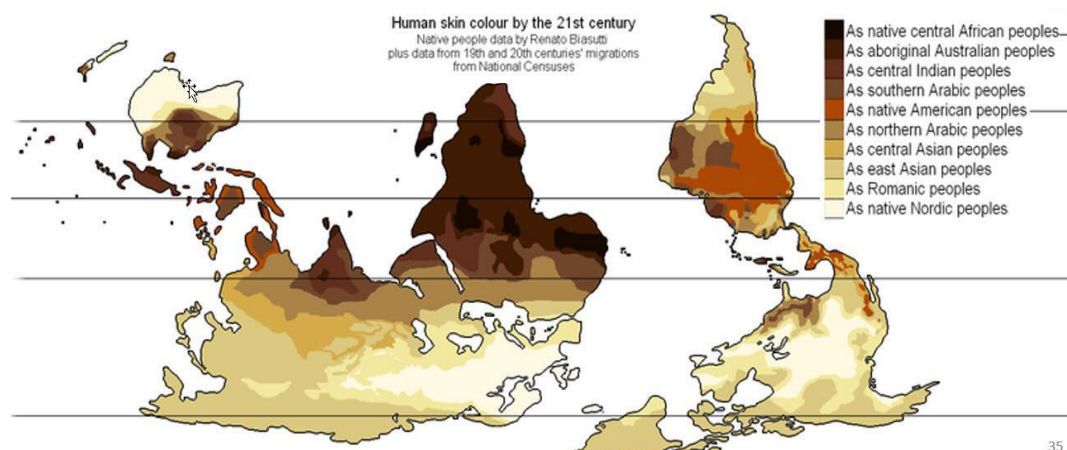 Human skin colour by the 21st century
Native people data by Renato Biasutti
plus data from 19th and 20th centuries' migrations
from National Censuses
As native central African peoples
As aboriginal Australian peoples
As central Indian peoples
As southern Arabic peoples
As native American peoples
As northern Arabic peoples
As central Asian peoples
As east Asian peoples
As Romanic peoples
As native Nordic peoples
35